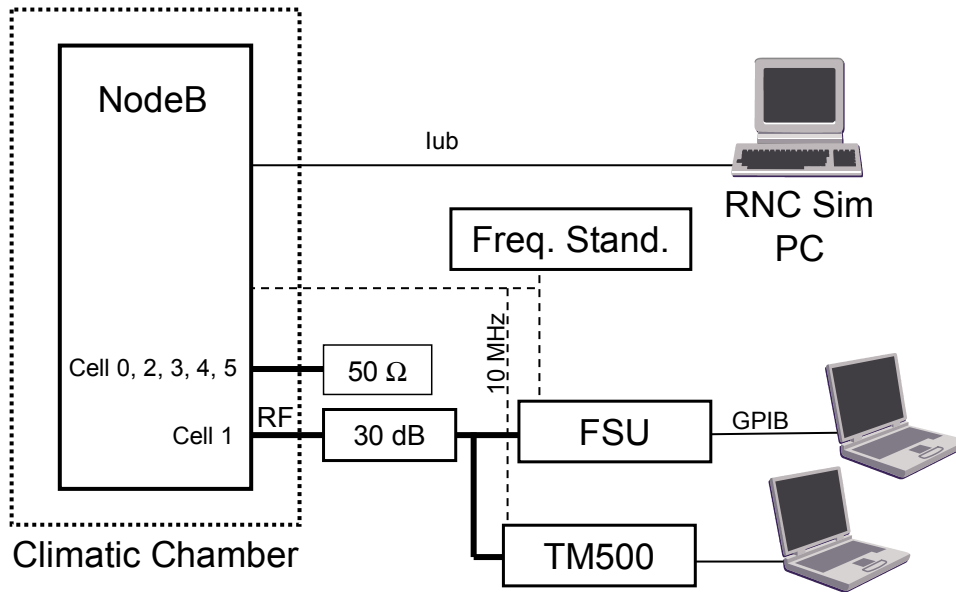 NodeB
Iub
RNC Sim
PC
Freq. Stand.
10 MHz
Cell 0, 2, 3, 4, 5
50 Ω
RF
Cell 1
30 dB
FSU
GPIB
TM500
Climatic Chamber